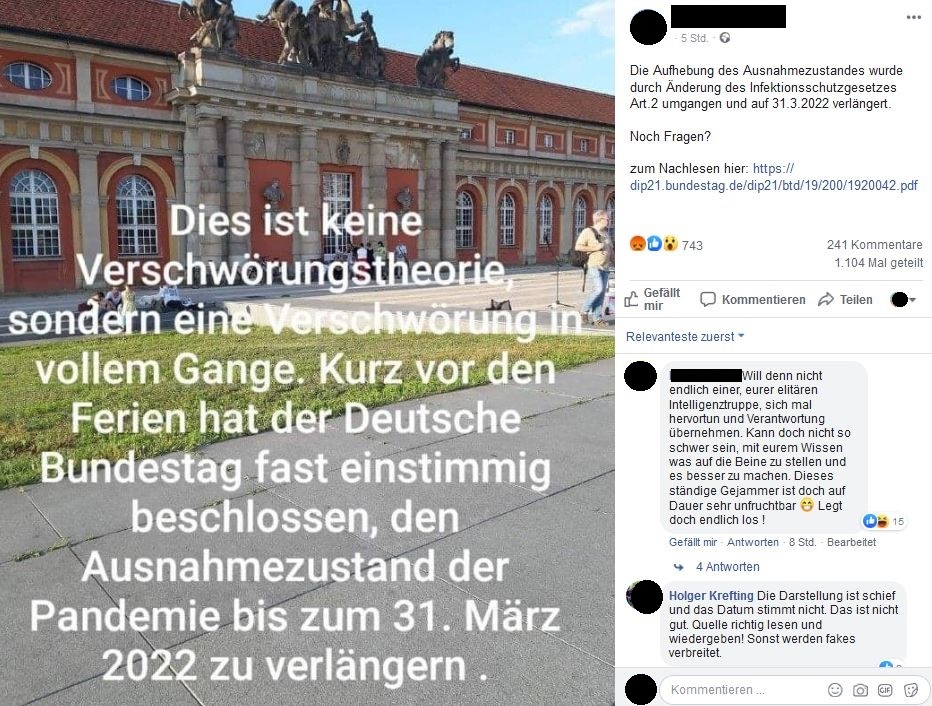 Dies ist keine
Verschwörungstheorie,
sondern eine Verschwörung in
vollem Gange. Kurz vor den
Ferien hat der Deutsche
Bundestag fast einstimmig
beschlossen, den
Ausnahmezustand der
Pandemie bis zum 31. März
2022 zu verlängern .
· 5 Std. ·
Die Aufhebung des Ausnahmezustandes wurde
durch Änderung des Infektionsschutzgesetzes
Art.2 umgangen und auf 31.3.2022 verlängert.
Noch Fragen?
zum Nachlesen hier: https://
dip21.bundestag.de/dip21/btd/19/200/1920042.pdf
743
241 Kommentare
1.104 Mal geteilt
Gefällt mir
Kommentieren
Teilen
Relevanteste zuerst
Will denn nicht
endlich einer, eurer elitären
Intelligenztruppe, sich mal
hervortun und Verantwortung
übernehmen. Kann doch nicht so
schwer sein, mit eurem Wissen
was auf die Beine zu stellen und
es besser zu machen. Dieses
ständige Gejammer ist doch auf
Dauer sehr unfruchtbar 😁 Legt
doch endlich los !
15
Gefällt mir · Antworten · 8 Std. · Bearbeitet
4 Antworten
Holger Krefting Die Darstellung ist schief
und das Datum stimmt nicht. Das ist nicht
gut. Quelle richtig lesen und
wiedergeben! Sonst werden fakes
verbreitet.
Kommentieren ...
GIF